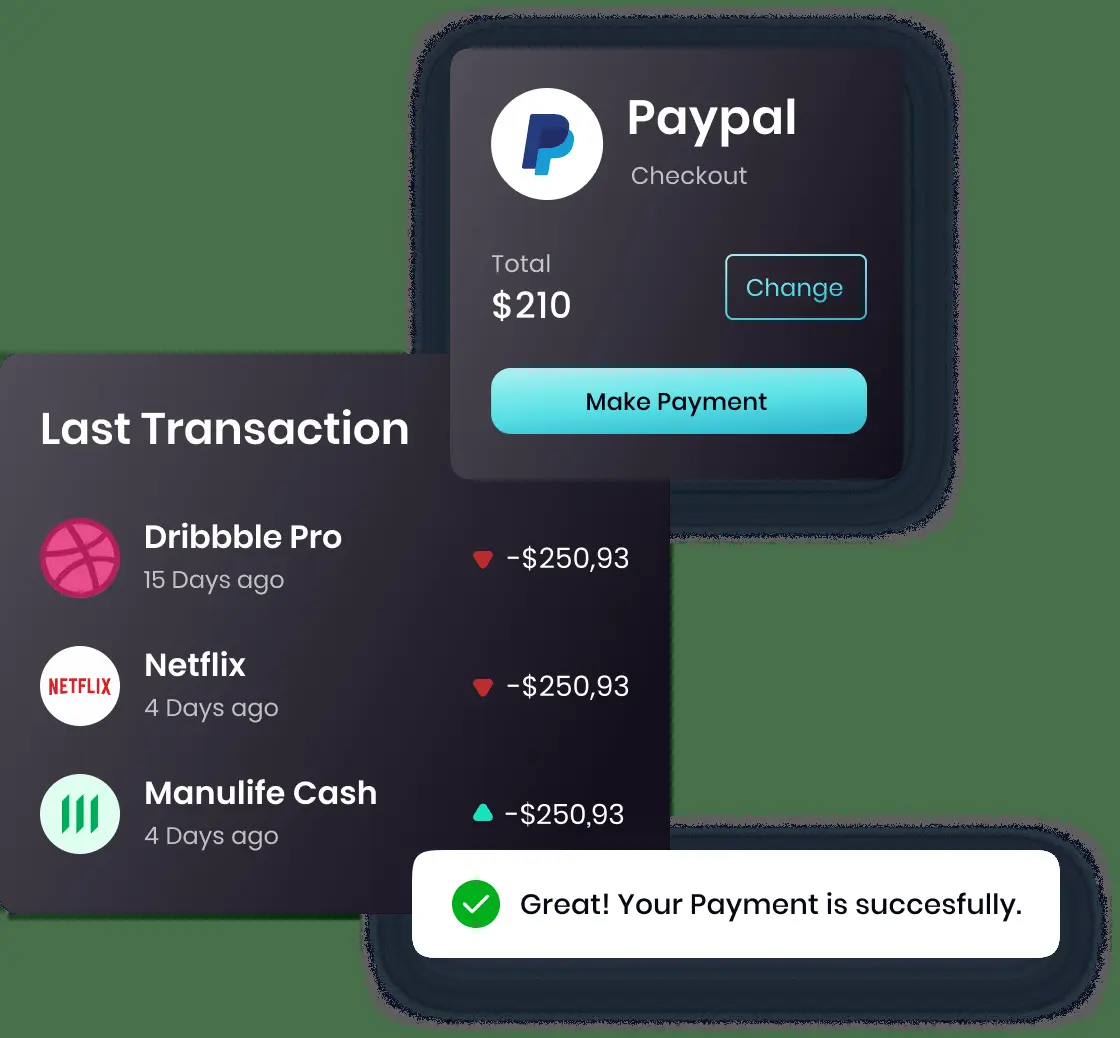 Paypal
Checkout
Total
$210
Change
Make Payment
Last Transaction
Dribbble Pro
15 Days ago
-$250,93
NETFLIX
Netflix
4 Days ago
-$250,93
Manulife Cash
4 Days ago
-$250,93
Great! Your Payment is succesfully.